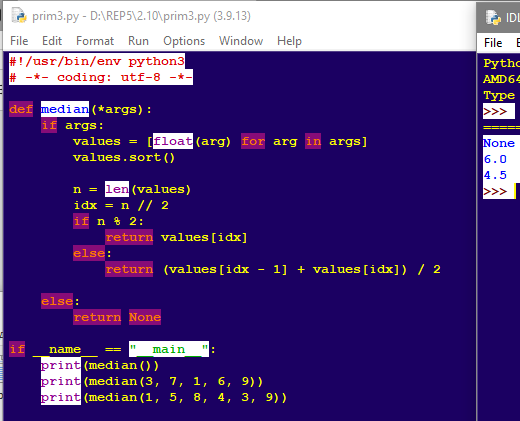 prim3.py - D:\REP5\2.10\prim3.py (3.9.13)
File Edit Format Run Options Window Help
#!/usr/bin/env python3
# -*- coding: utf-8 -*-
def median(*args):
    if args:
        values = [float(arg) for arg in args]
        values.sort()
        n = len(values)
        idx = n // 2
        if n % 2:
            return values[idx]
        else:
            return (values[idx - 1] + values[idx]) / 2
    else:
        return None
if __name__ == "__main__":
    print(median())
    print(median(3, 7, 1, 6, 9))
    print(median(1, 5, 8, 4, 3, 9))
IDL
File E
Pytho
AMD64
Type
>>>
=====
None
6.0
4.5
>>>